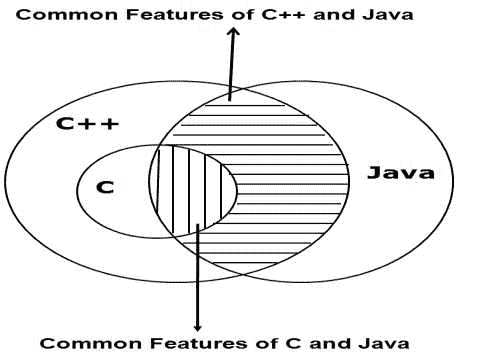 Common Features of C++ and Java
C++
C
Java
Common Features of C and Java